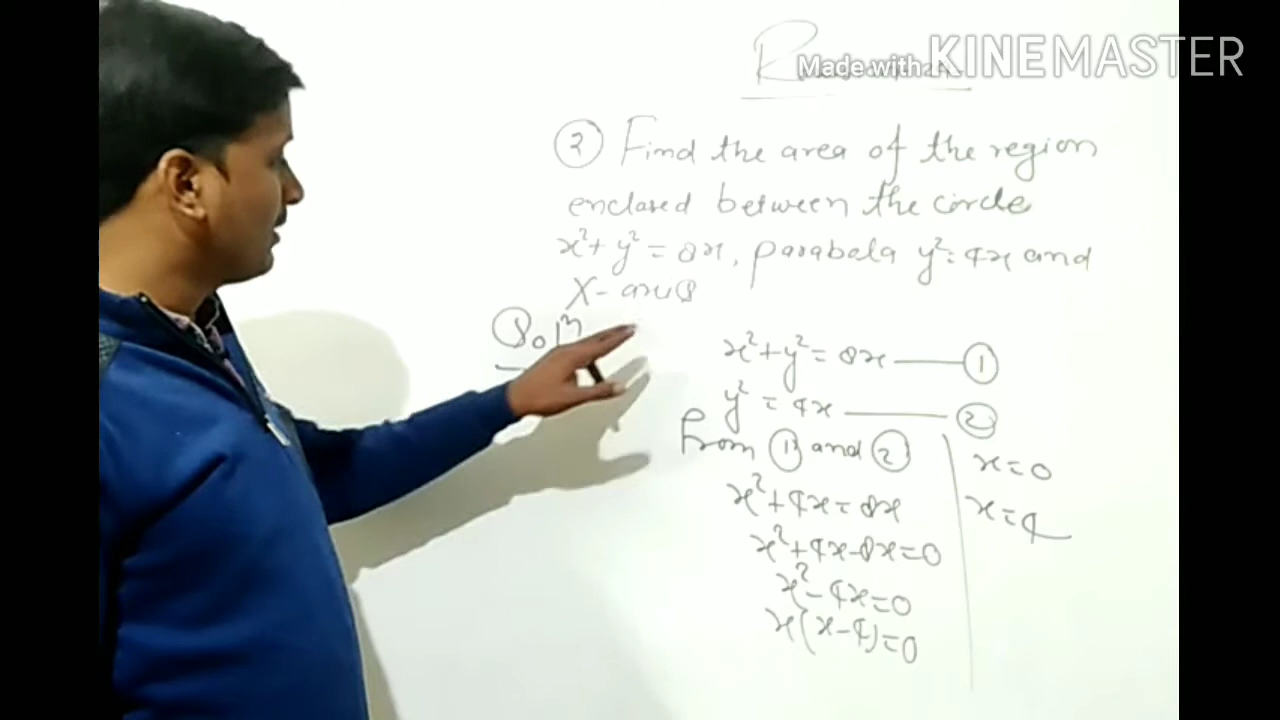 Made with KINEMASTER
② Find the area of the region
enclosed between the circle
x²+y²=8x, parabola y²=4x and
X-axis
Solⁿ
x²+y²=8x — ①
y²=4x — ②
From ① and ②
x²+4x=8x
x²+4x-8x=0
x²-4x=0
x(x-4)=0
x=0
x=4